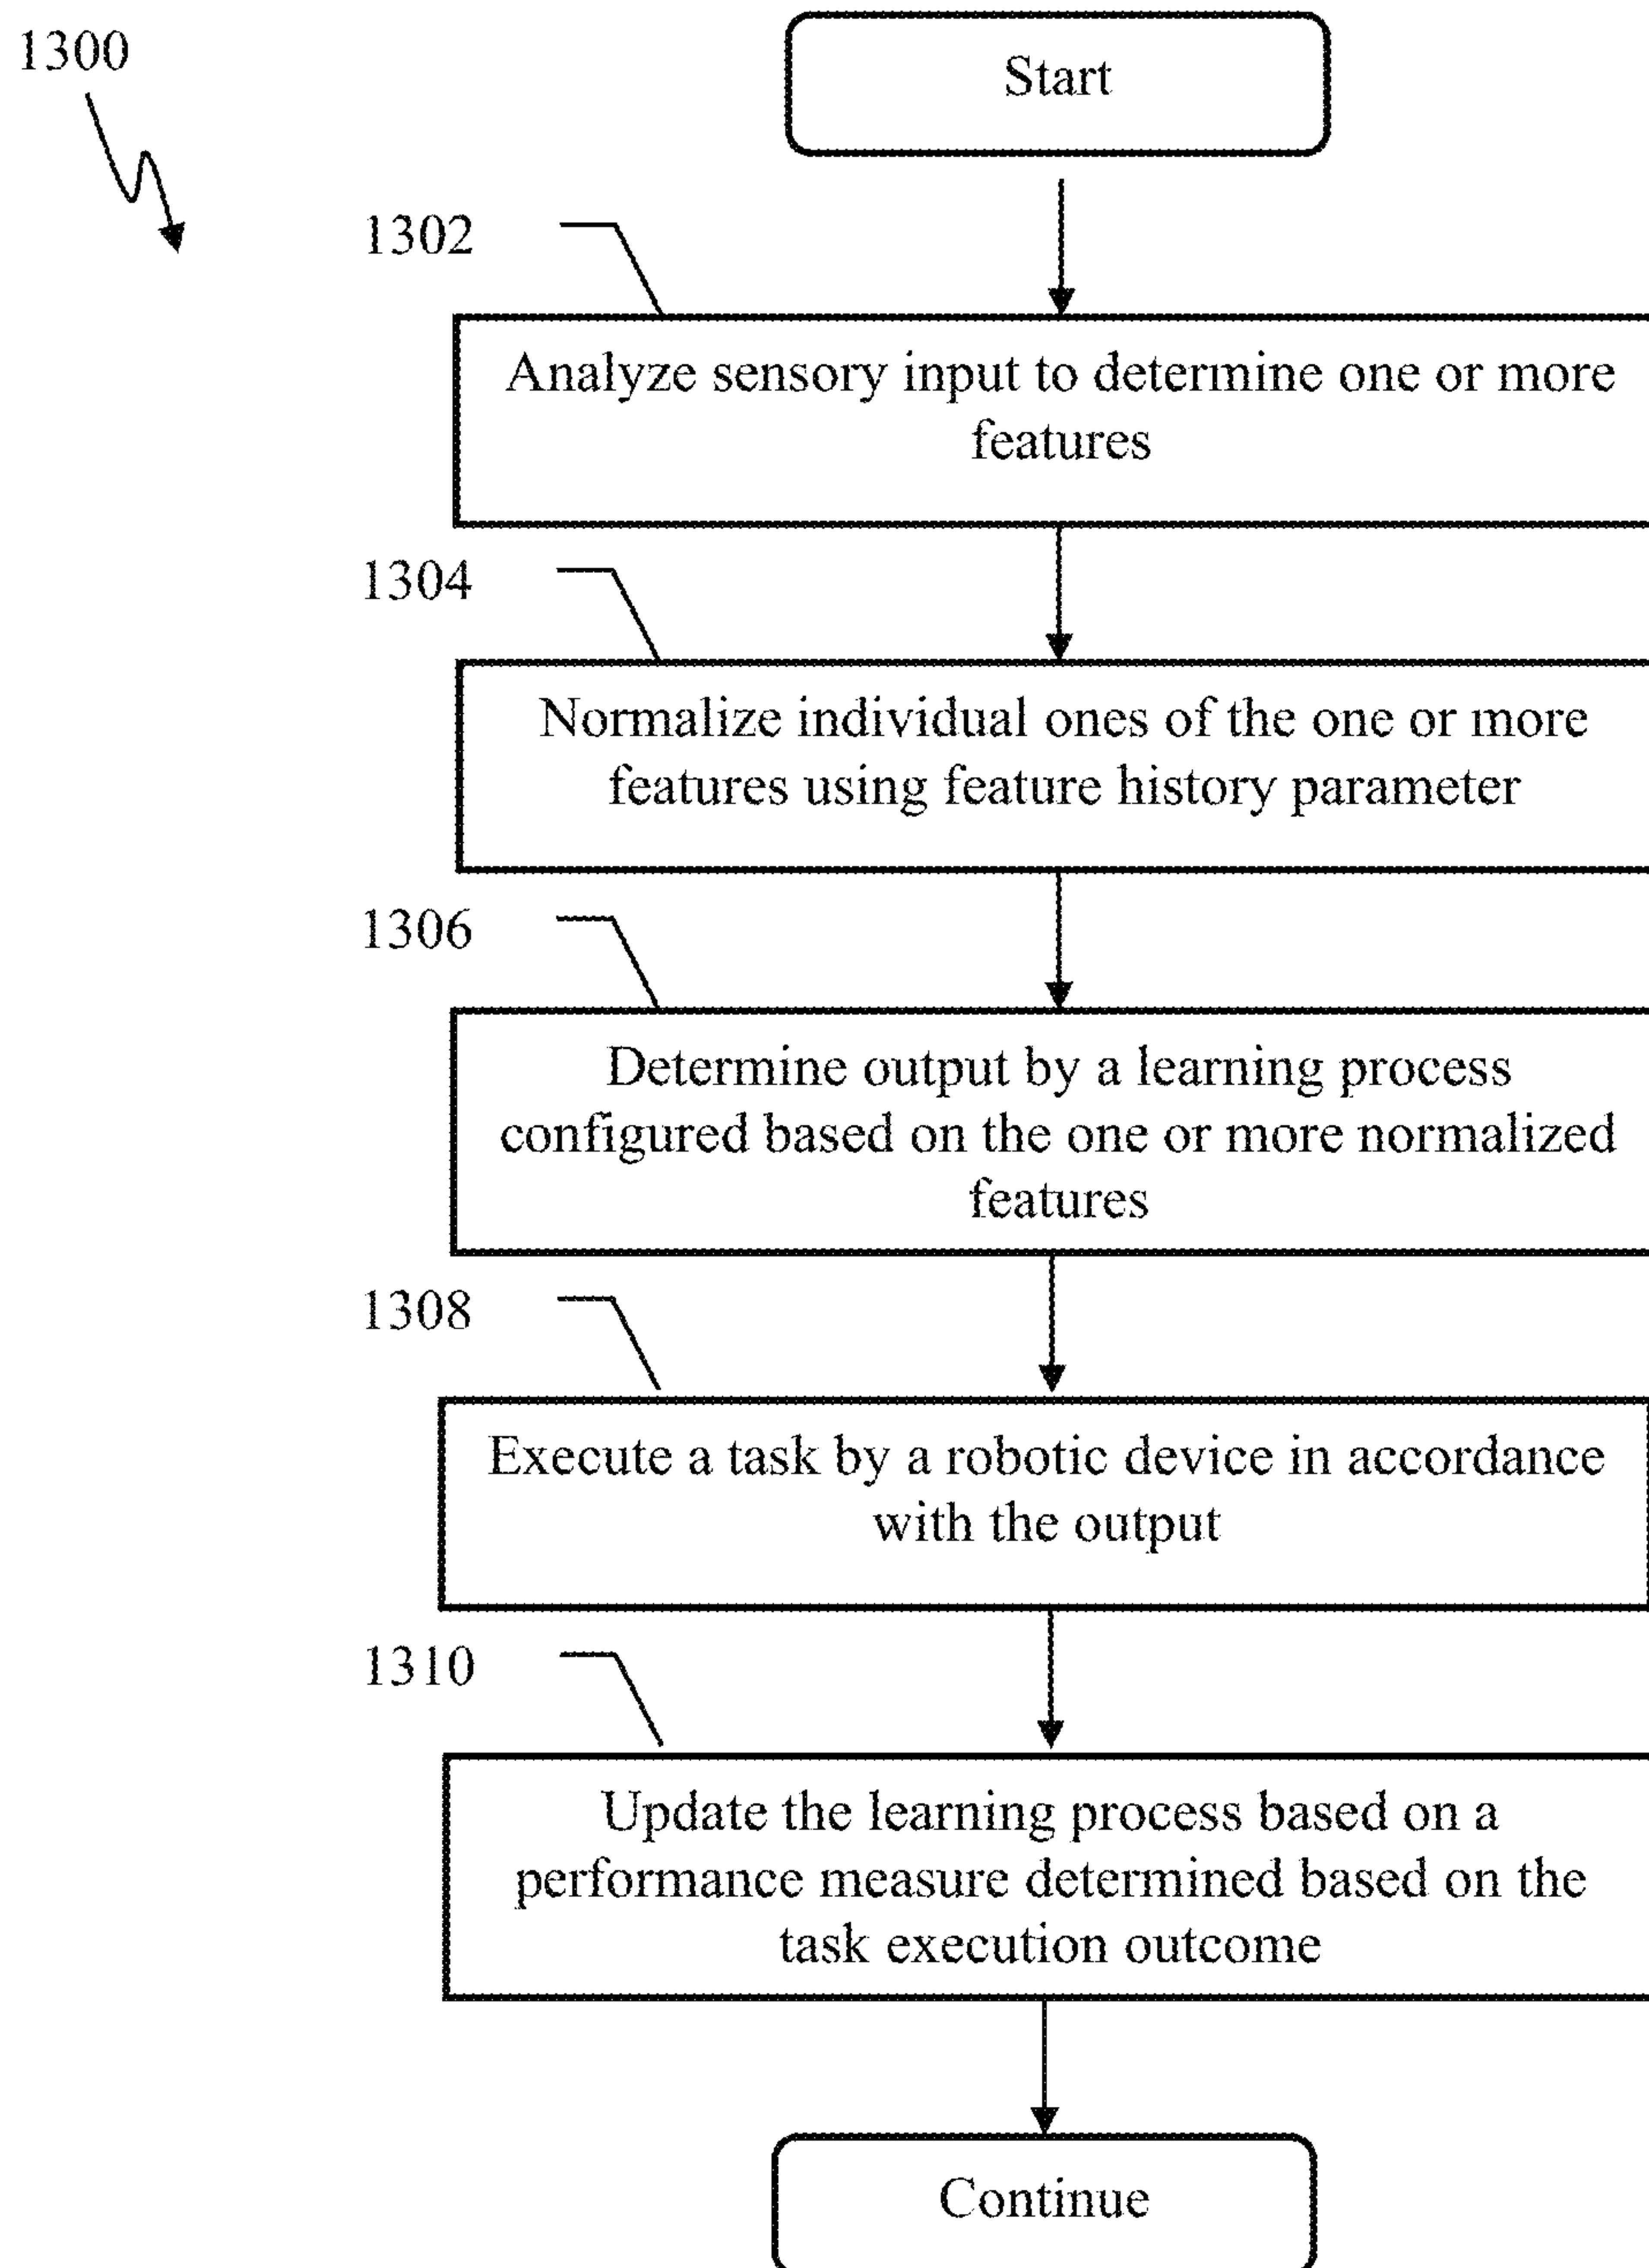 1300
Start
1302
Analyze sensory input to determine one or more
features
1304
Normalize individual ones of the one or more
features using feature history parameter
1306
Determine output by a learning process
configured based on the one or more normalized
features
1308
Execute a task by a robotic device in accordance
with the output
1310
Update the learning process based on a
performance measure determined based on the
task execution outcome
Continue